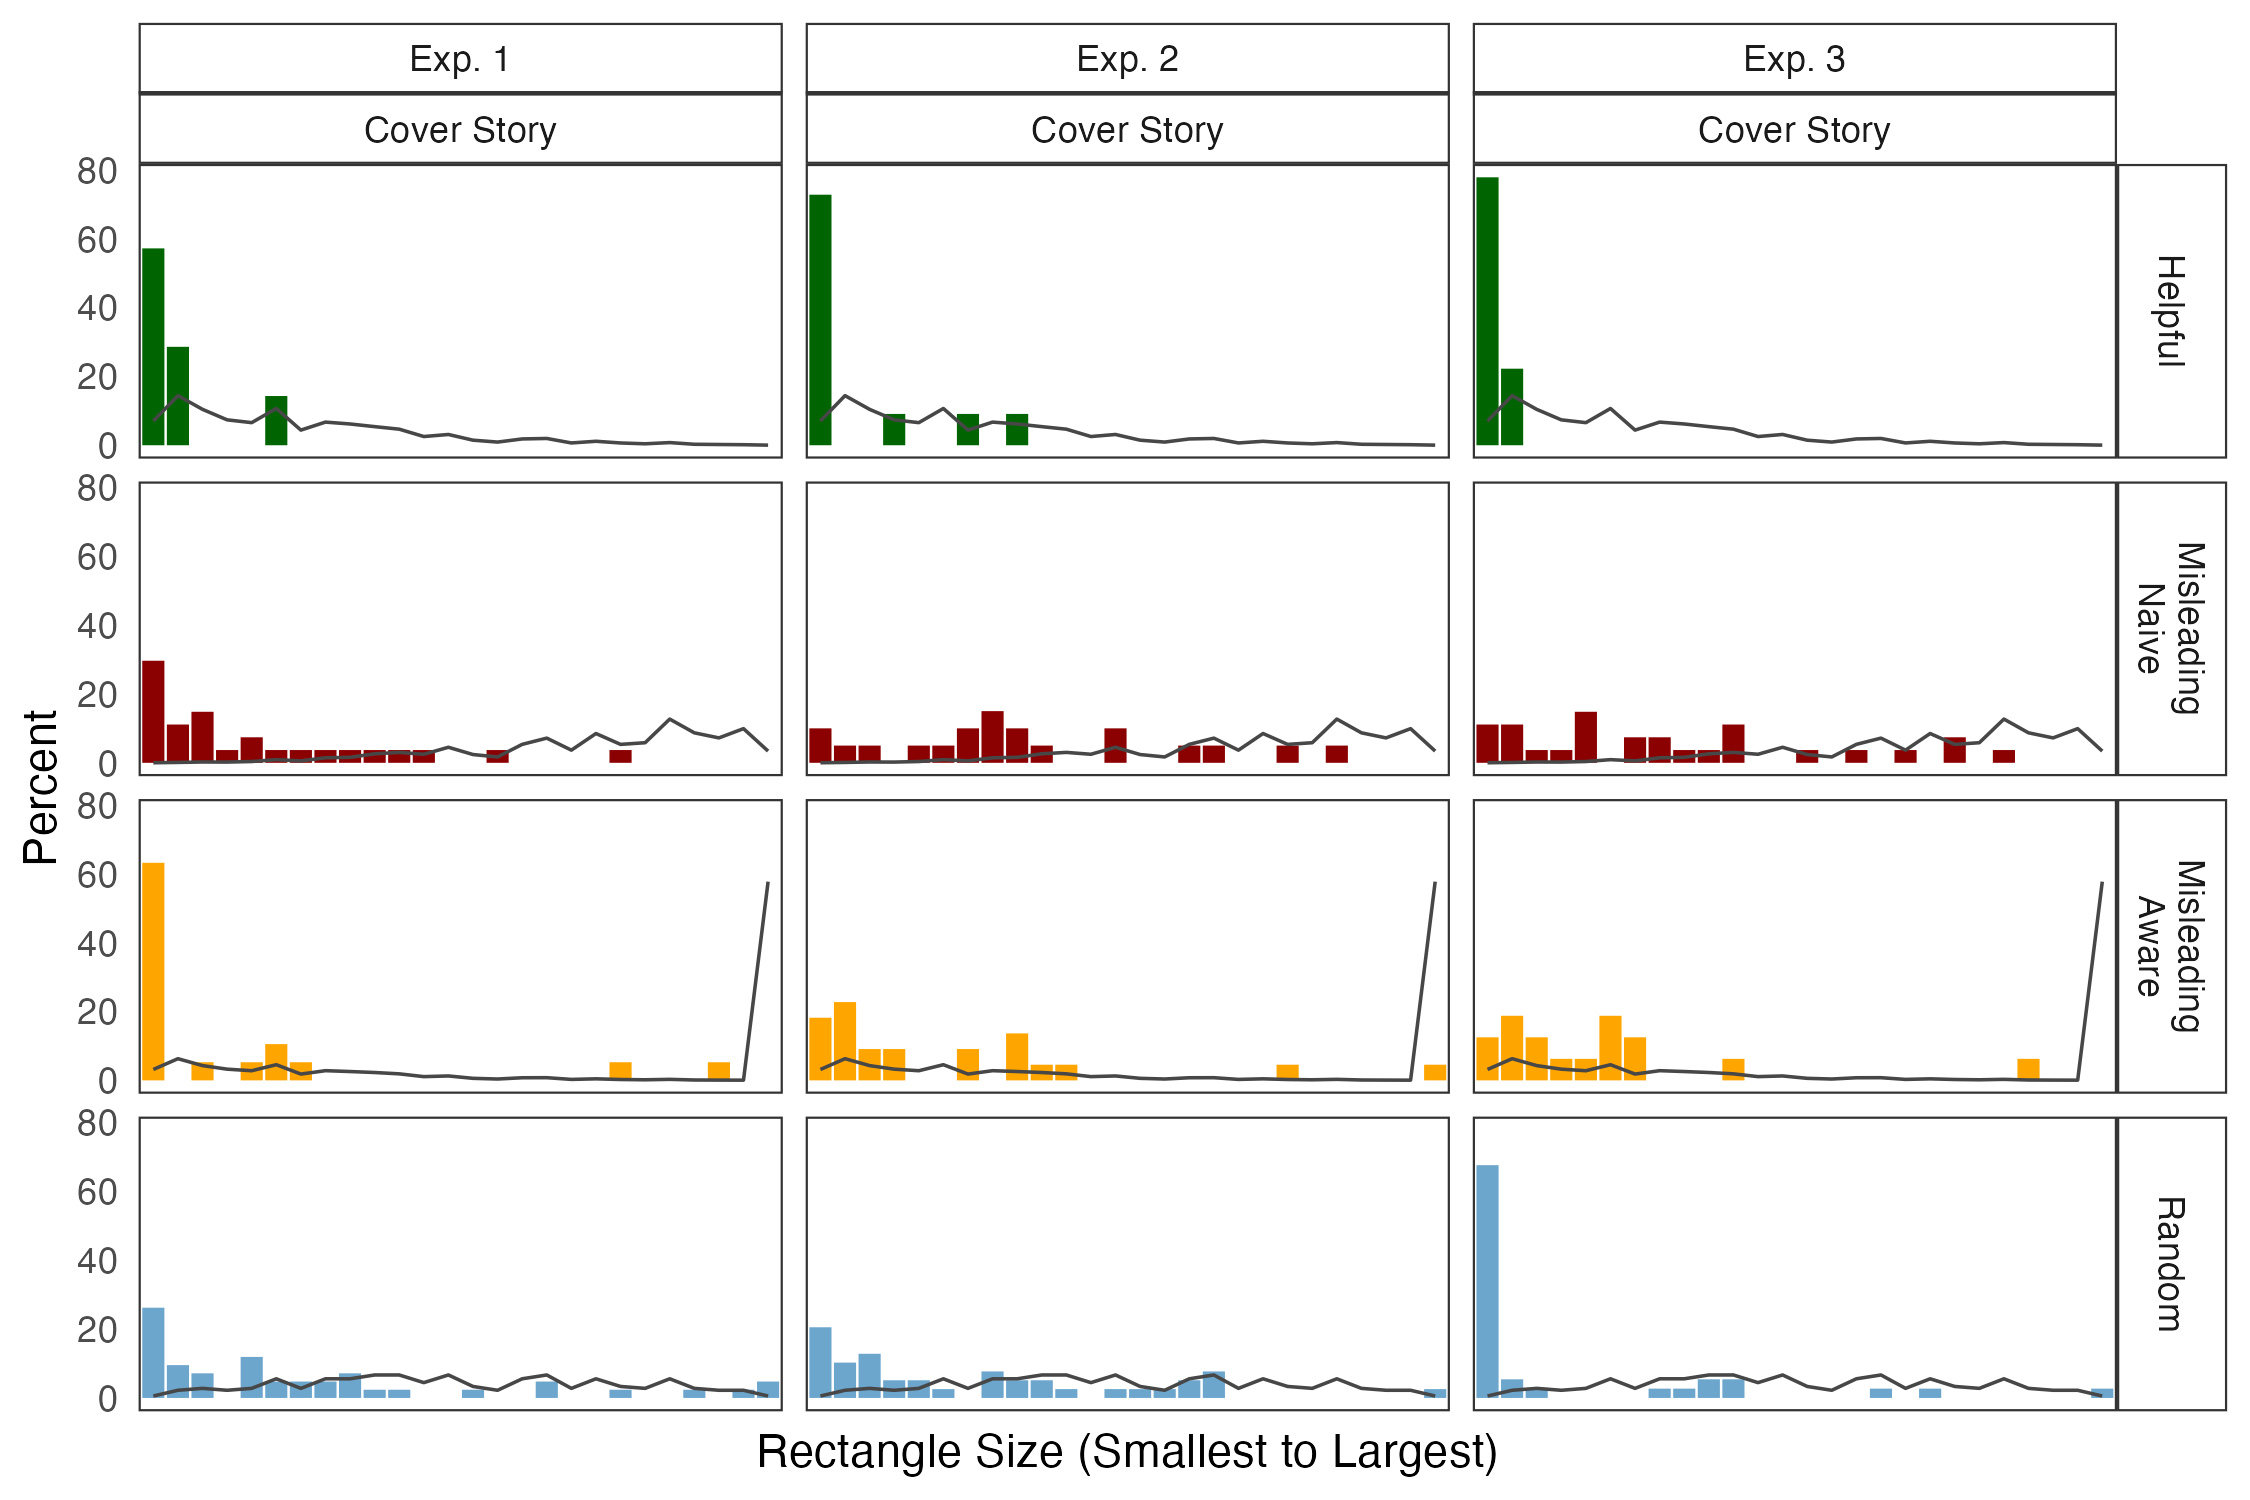 Exp. 1
Exp. 2
Exp. 3
Cover Story
Cover Story
Cover Story
80
60
40
20
0
Helpful
80
60
40
20
0
Misleading
Naive
80
60
40
20
0
Misleading
Aware
80
60
40
20
0
Random
Percent
Rectangle Size (Smallest to Largest)